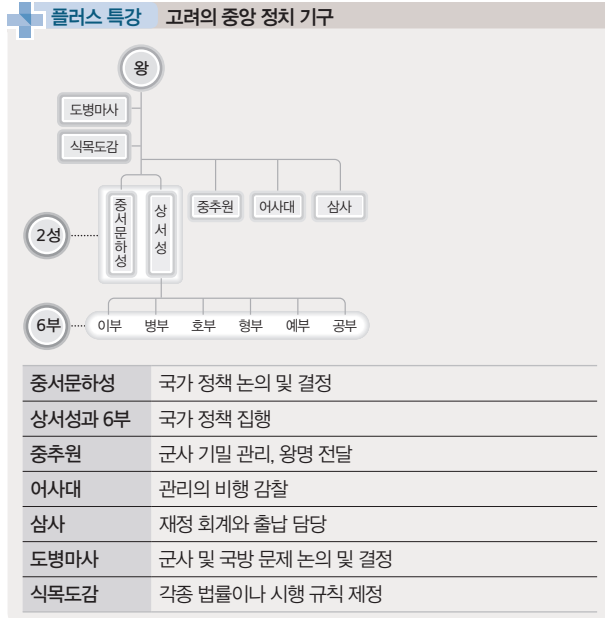 플러스 특강 고려의 중앙 정치 기구
왕
도병마사
식목도감
2성
중서문하성
상서성
중추원
어사대
삼사
6부
이부 병부 호부 형부 예부 공부
중서문하성 국가 정책 논의 및 결정
상서성과 6부 국가 정책 집행
중추원 군사 기밀 관리, 왕명 전달
어사대 관리의 비행 감찰
삼사 재정 회계와 출납 담당
도병마사 군사 및 국방 문제 논의 및 결정
식목도감 각종 법률이나 시행 규칙 제정